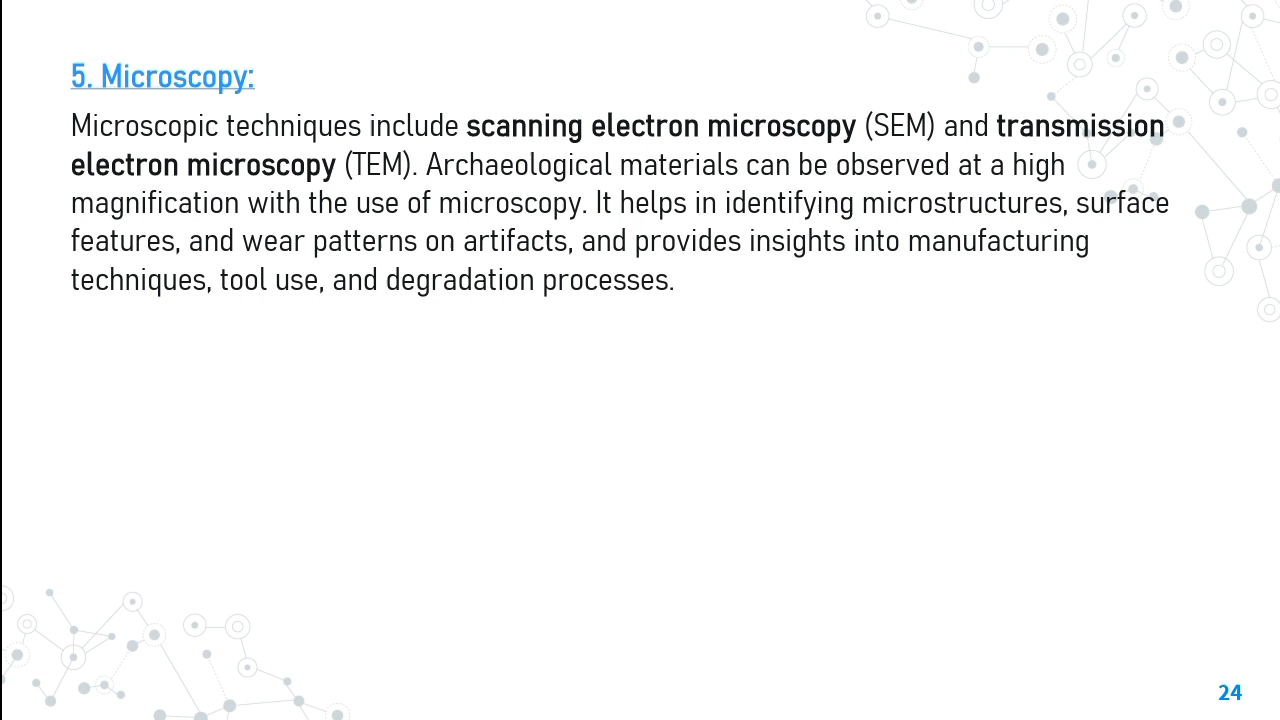 5. Microscopy:
Microscopic techniques include scanning electron microscopy (SEM) and transmission
electron microscopy (TEM). Archaeological materials can be observed at a high
magnification with the use of microscopy. It helps in identifying microstructures, surface
features, and wear patterns on artifacts, and provides insights into manufacturing
techniques, tool use, and degradation processes.
24